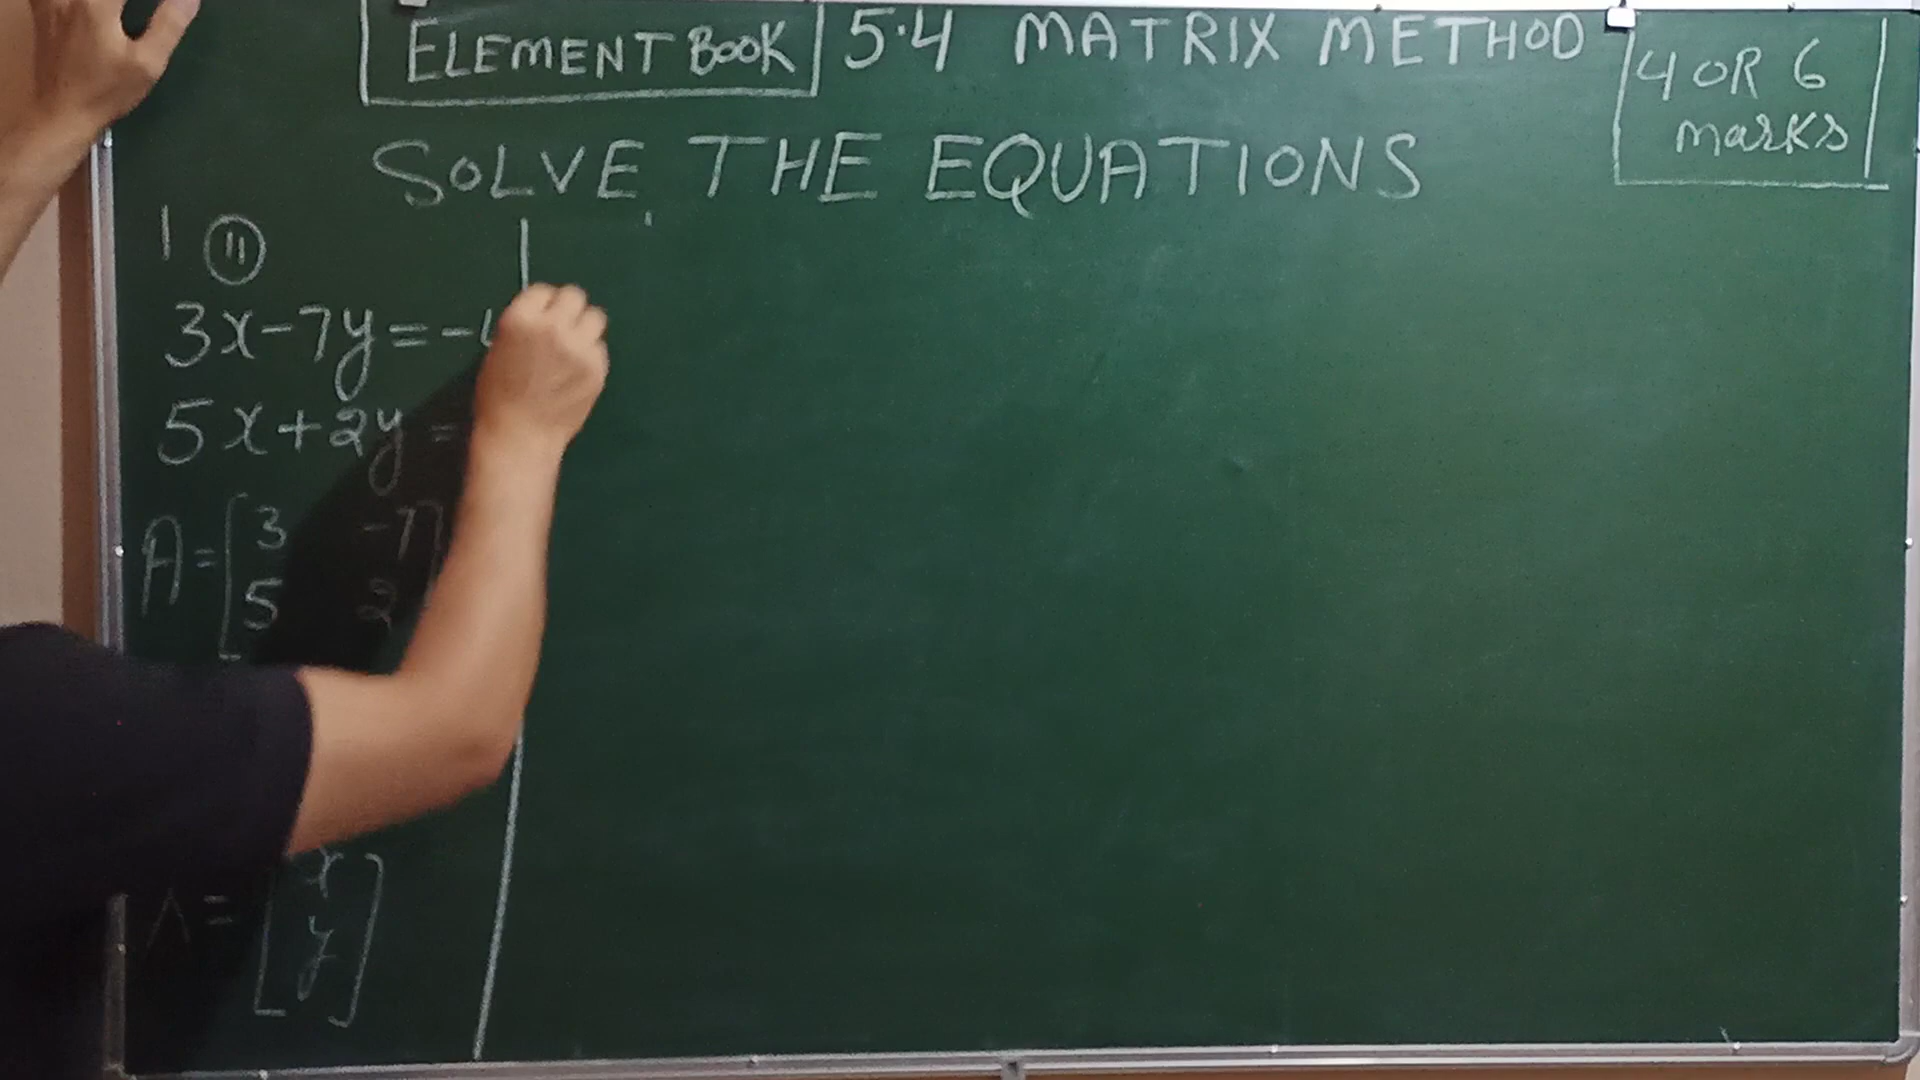 ELEMENT BOOK 5.4 MATRIX METHOD
4 OR 6
marks
SOLVE THE EQUATIONS
1 (ii)
3x-7y=-
5x+2y=
A=[3 -7]
5 2
X=[x]
y